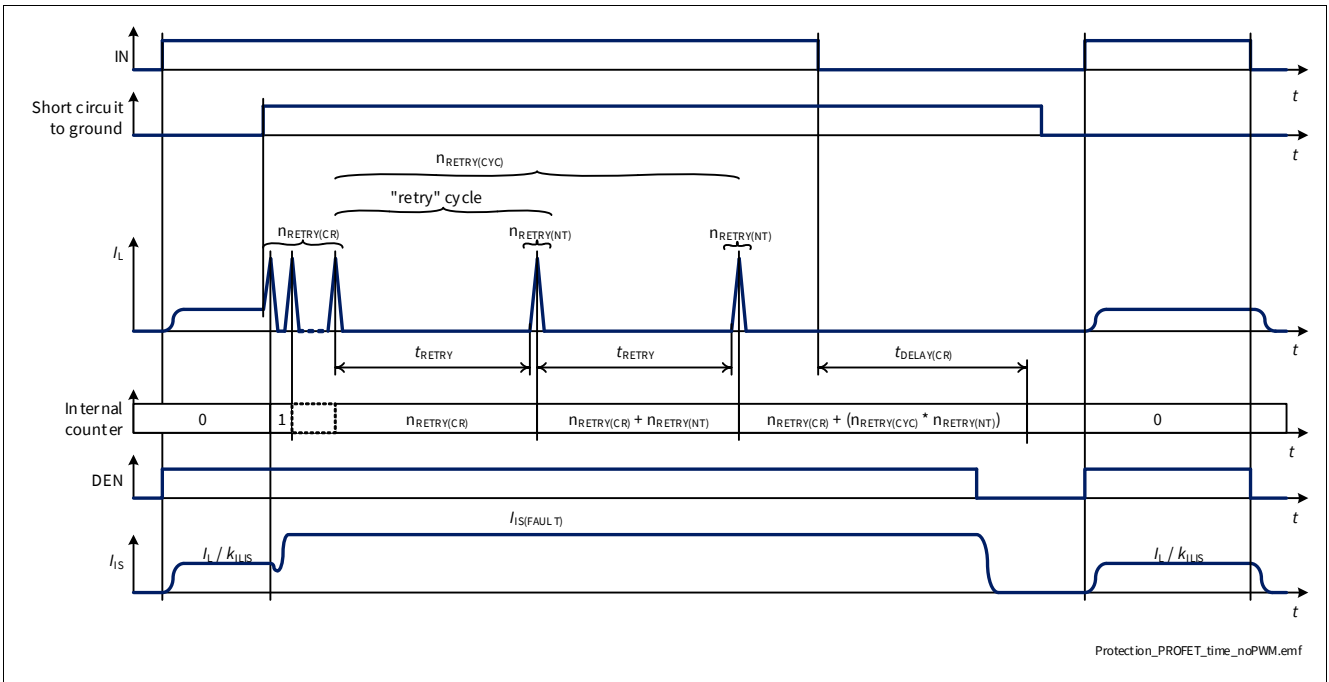 IN
t
Short circuit
to ground
t
nRETRY(CYC)
"retry" cycle
nRETRY(CR)
nRETRY(NT)
nRETRY(NT)
IL
t
tRETRY
tRETRY
tDELAY(CR)
Internal
counter
0
1
nRETRY(CR)
nRETRY(CR) + nRETRY(NT)
nRETRY(CR) + (nRETRY(CYC) * nRETRY(NT))
0
t
DEN
t
IIS(FAULT)
IIS
IL / kILIS
IL / kILIS
t
Protection_PROFET_time_noPWM.emf